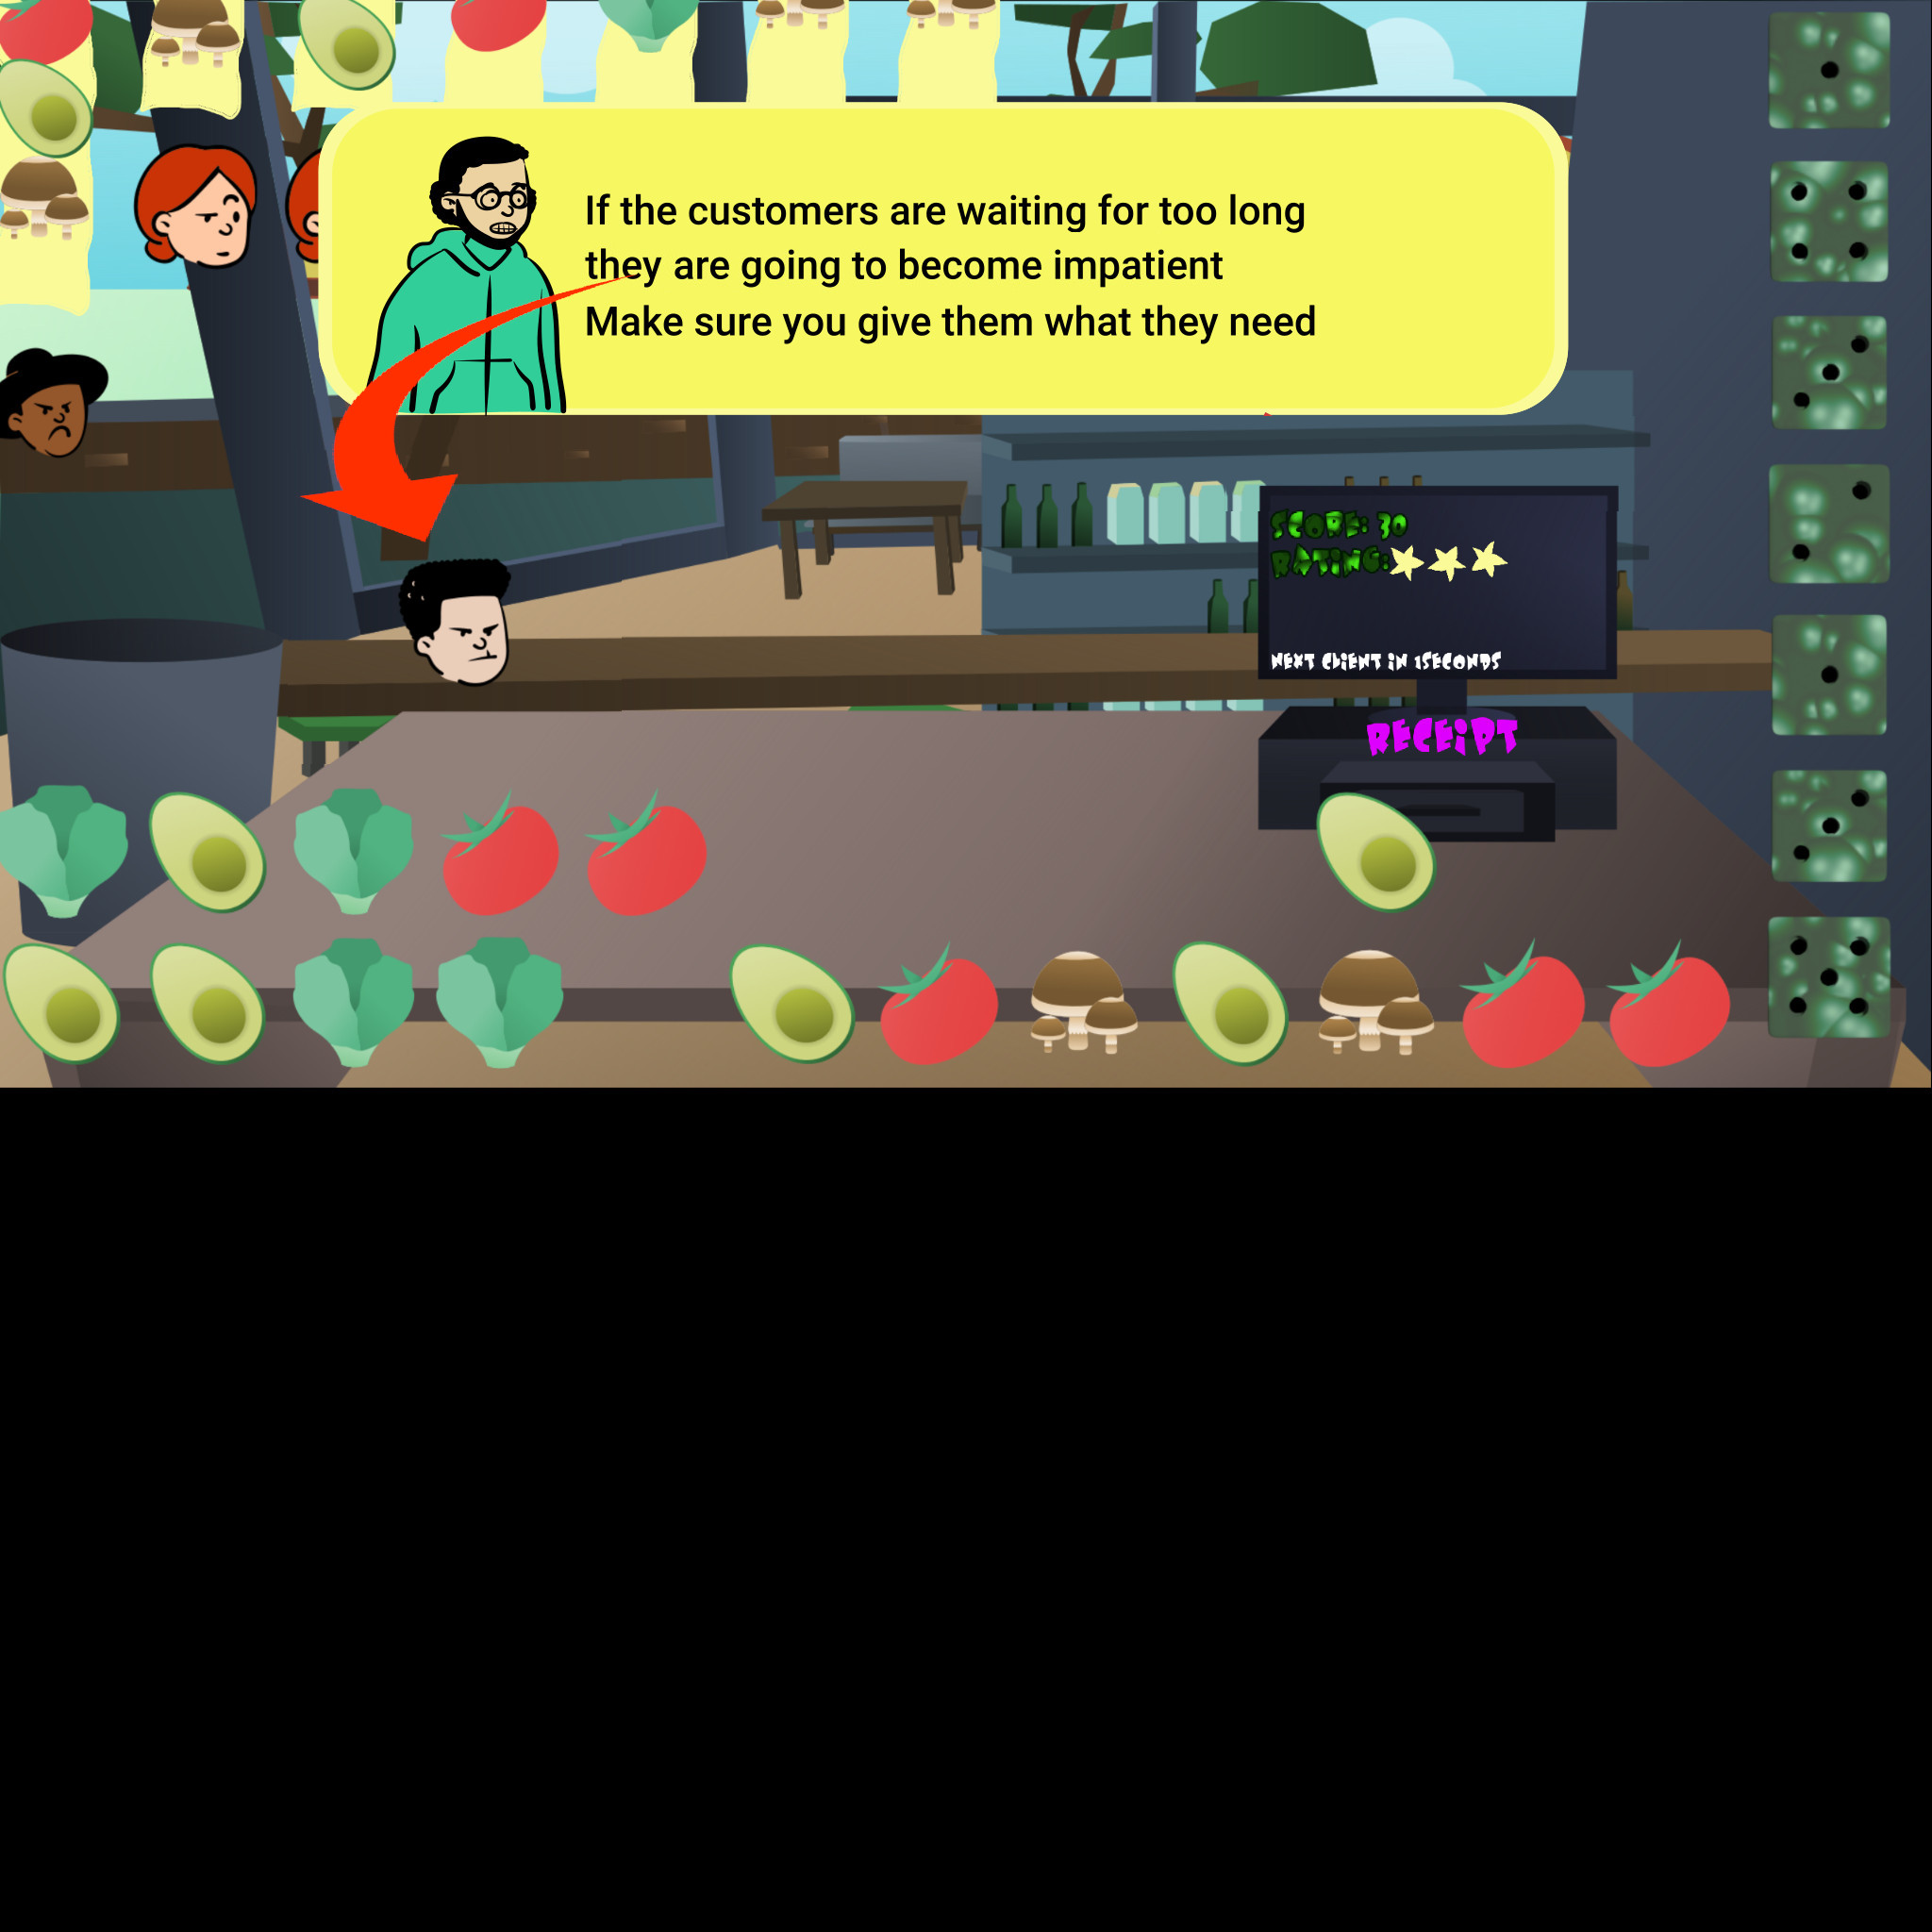 If the customers are waiting for too long
they are going to become impatient
Make sure you give them what they need
SCORE: 30
RATING:
NEXT CLIENT IN 1SECONDS
RECEIPT